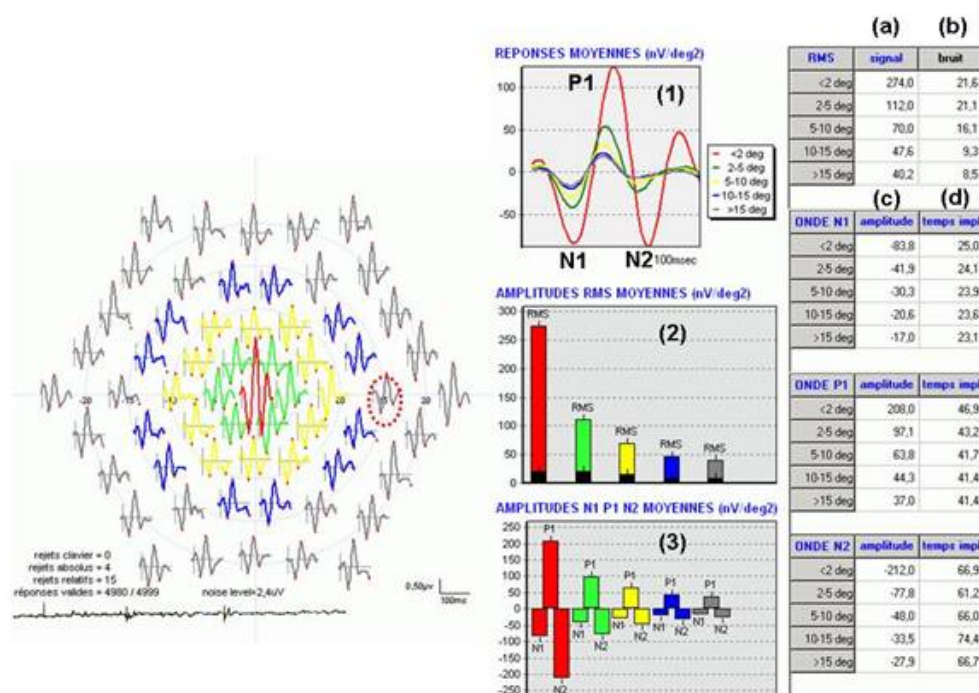 (a) (b)
REPONSES MOYENNES (nV/deg2)
P1
(1)
100
50
0
-50
N1
N2
100msec
<2 deg
2-5 deg
5-10 deg
10-15 deg
>15 deg
RMS signal bruit
<2 deg 274,0 21,6
2-5 deg 112,0 21,1
5-10 deg 70,0 16,1
10-15 deg 47,6 9,3
>15 deg 40,2 8,5
(c) (d)
ONDE N1 amplitude temps impl
<2 deg -83,8 25,0
2-5 deg -41,9 24,1
5-10 deg -30,3 23,9
10-15 deg -20,6 23,6
>15 deg -17,0 23,1
AMPLITUDES RMS MOYENNES (nV/deg2)
(2)
300
250
200
150
100
50
0
RMS
RMS
RMS
RMS
RMS
ONDE P1 amplitude temps impl
<2 deg 208,0 46,9
2-5 deg 97,1 43,2
5-10 deg 63,8 41,7
10-15 deg 44,3 41,4
>15 deg 37,0 41,4
AMPLITUDES N1 P1 N2 MOYENNES (nV/deg2)
(3)
250
200
150
100
50
0
-50
-100
-150
-200
-250
P1 P1 P1 P1 P1
N1 N1 N1 N1 N1
N2 N2 N2 N2 N2
ONDE N2 amplitude temps impl
<2 deg -212,0 66,9
2-5 deg -77,8 61,2
5-10 deg -48,0 66,0
10-15 deg -33,5 74,4
>15 deg -27,9 66,7
20
20
rejets clavier = 0
rejets absolus = 4
rejets relatifs = 15
réponses valides = 4980 / 4999
noise level=2,4uV
0,50µv
100ms